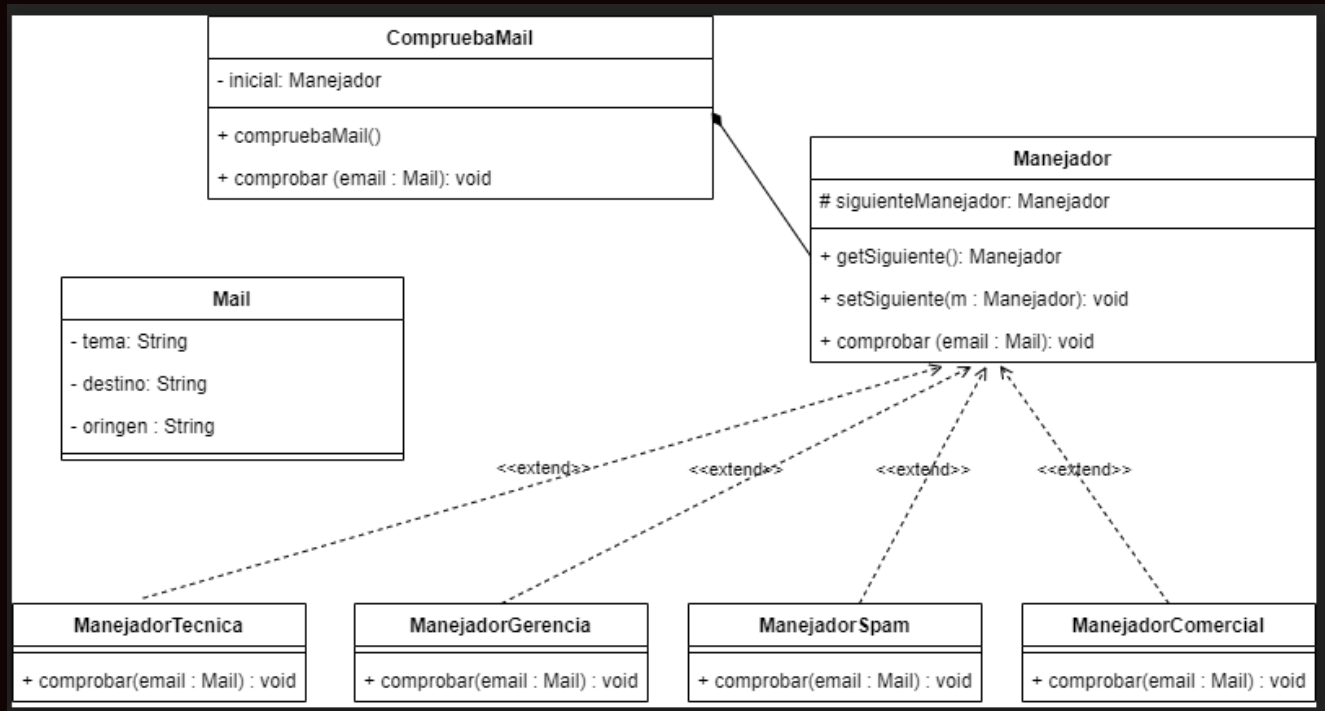 CompruebaMail
- inicial: Manejador
+ compruebaMail()
+ comprobar (email : Mail): void
Manejador
# siguienteManejador: Manejador
+ getSiguiente(): Manejador
+ setSiguiente(m : Manejador): void
+ comprobar (email : Mail): void
Mail
- tema: String
- destino: String
- oringen : String
<<extend>>
<<extend>>
<<extend>>
<<extend>>
ManejadorTecnica
+ comprobar(email : Mail) : void
ManejadorGerencia
+ comprobar(email : Mail) : void
ManejadorSpam
+ comprobar(email : Mail) : void
ManejadorComercial
+ comprobar(email : Mail) : void